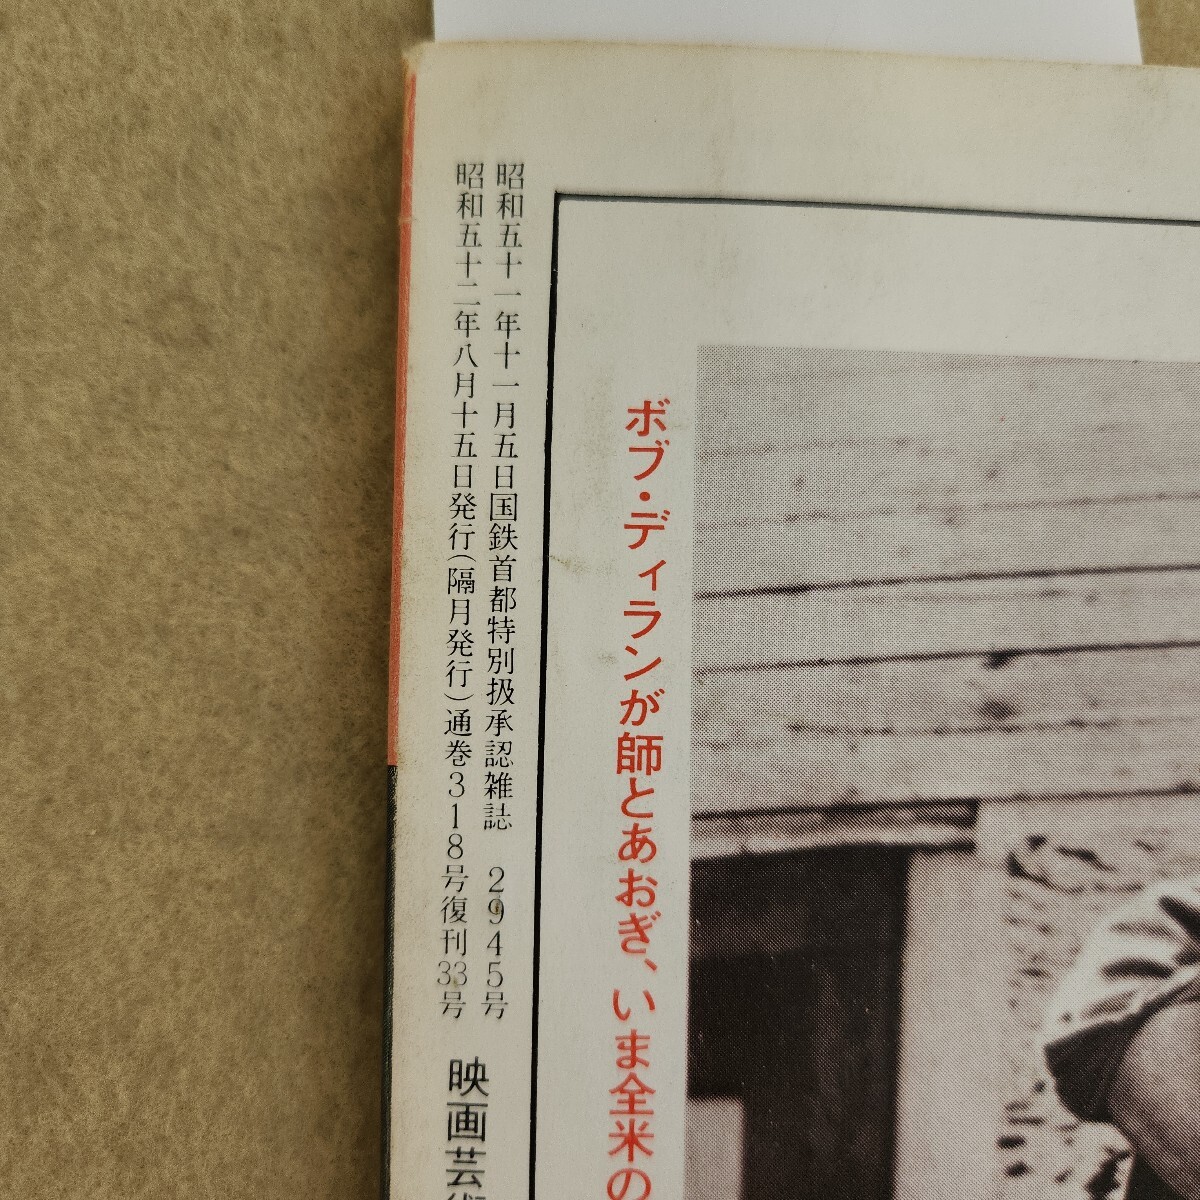 昭和五十一年十一月五日国鉄首都特別扱承認雑誌 2945号
昭和五十二年八月十五日発行(隔月発行)通巻318号復刊33号 映画芸術
ボブ・ディランが師とあおぎ、いま全米の